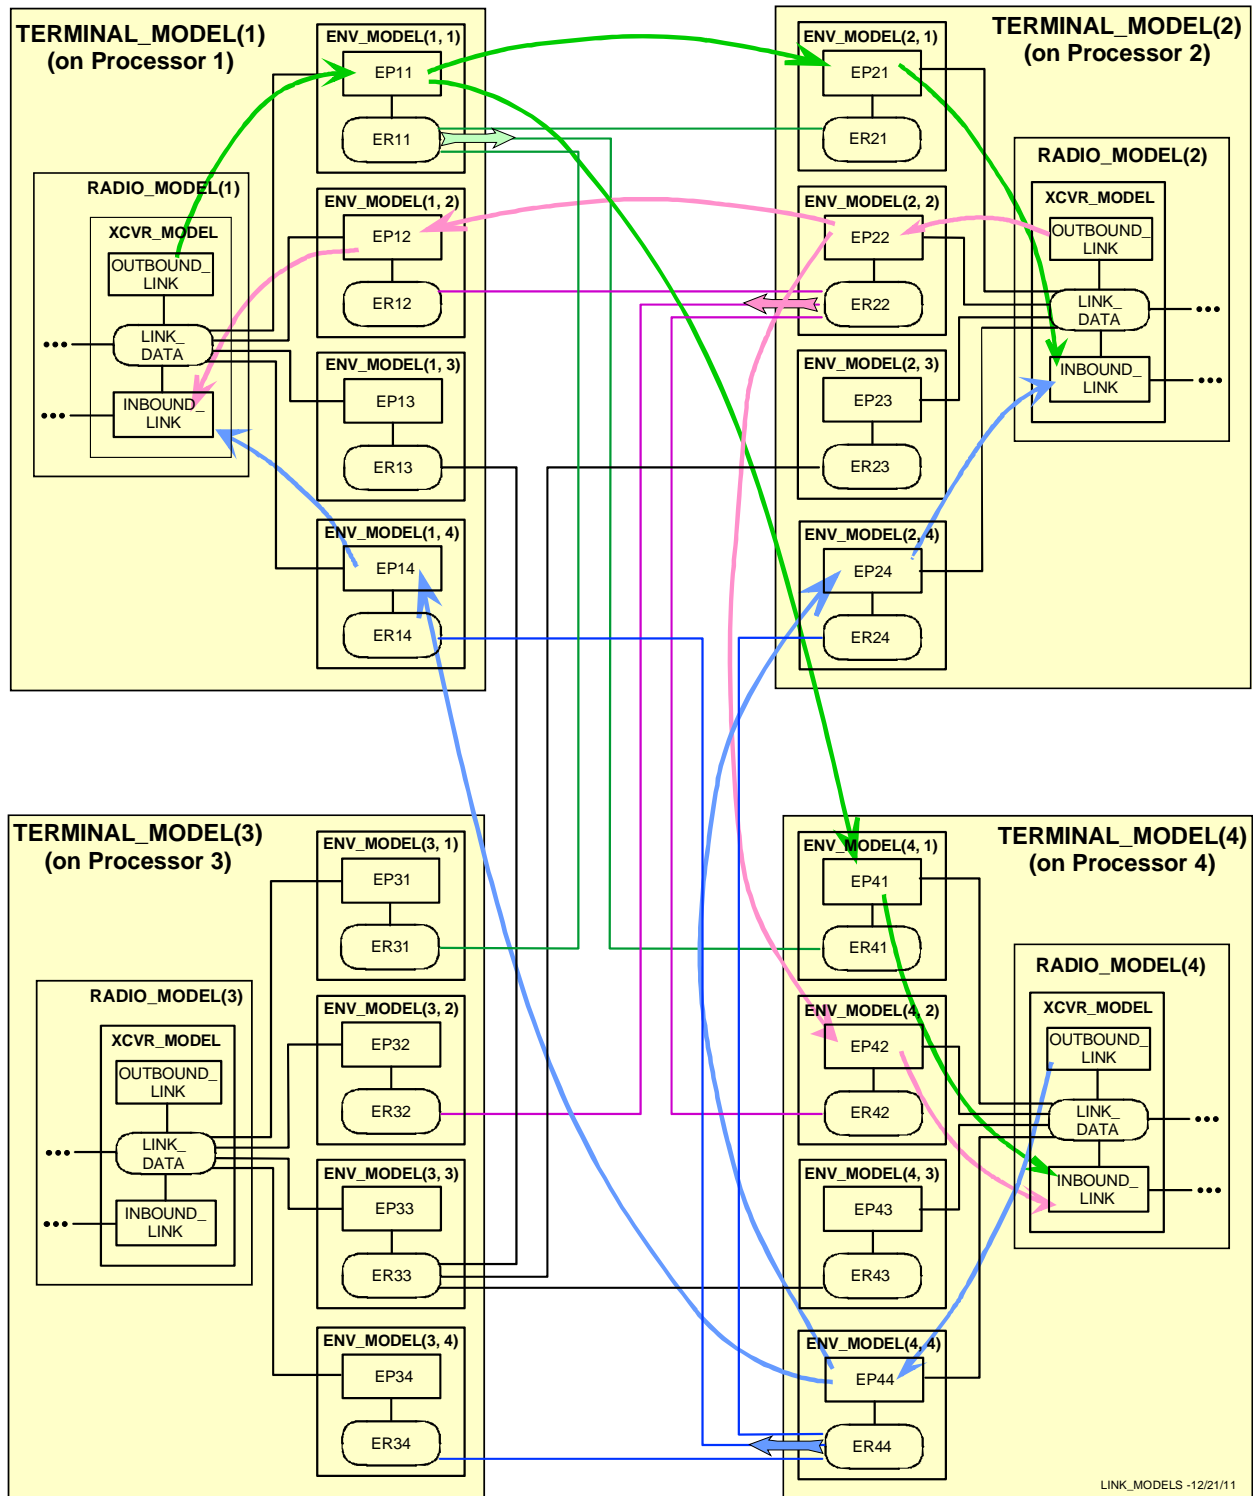 TERMINAL_MODEL(1)
(on Processor 1)
ENV_MODEL(1, 1)
EP11
ER11
RADIO_MODEL(1)
XCVR_MODEL
OUTBOUND_
LINK
LINK_
DATA
INBOUND_
LINK
•••
•••
ENV_MODEL(1, 2)
EP12
ER12
ENV_MODEL(1, 3)
EP13
ER13
ENV_MODEL(1, 4)
EP14
ER14
TERMINAL_MODEL(2)
(on Processor 2)
ENV_MODEL(2, 1)
EP21
ER21
ENV_MODEL(2, 2)
EP22
ER22
ENV_MODEL(2, 3)
EP23
ER23
ENV_MODEL(2, 4)
EP24
ER24
RADIO_MODEL(2)
XCVR_MODEL
OUTBOUND_
LINK
LINK_
DATA
INBOUND_
LINK
•••
•••
TERMINAL_MODEL(3)
(on Processor 3)
ENV_MODEL(3, 1)
EP31
ER31
RADIO_MODEL(3)
XCVR_MODEL
OUTBOUND_
LINK
LINK_
DATA
INBOUND_
LINK
•••
•••
ENV_MODEL(3, 2)
EP32
ER32
ENV_MODEL(3, 3)
EP33
ER33
ENV_MODEL(3, 4)
EP34
ER34
TERMINAL_MODEL(4)
(on Processor 4)
ENV_MODEL(4, 1)
EP41
ER41
ENV_MODEL(4, 2)
EP42
ER42
ENV_MODEL(4, 3)
EP43
ER43
ENV_MODEL(4, 4)
EP44
ER44
RADIO_MODEL(4)
XCVR_MODEL
OUTBOUND_
LINK
LINK_
DATA
INBOUND_
LINK
•••
•••
LINK_MODELS -12/21/11